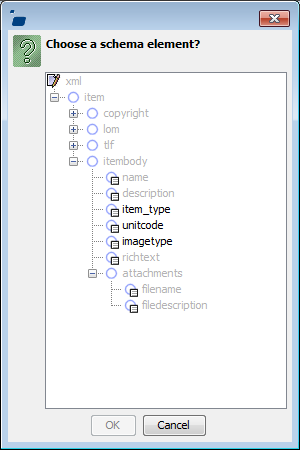 Choose a schema element?
xml
item
copyright
lom
tlf
itembody
name
description
item_type
unitcode
imagetype
richtext
attachments
filename
filedescription
OK Cancel